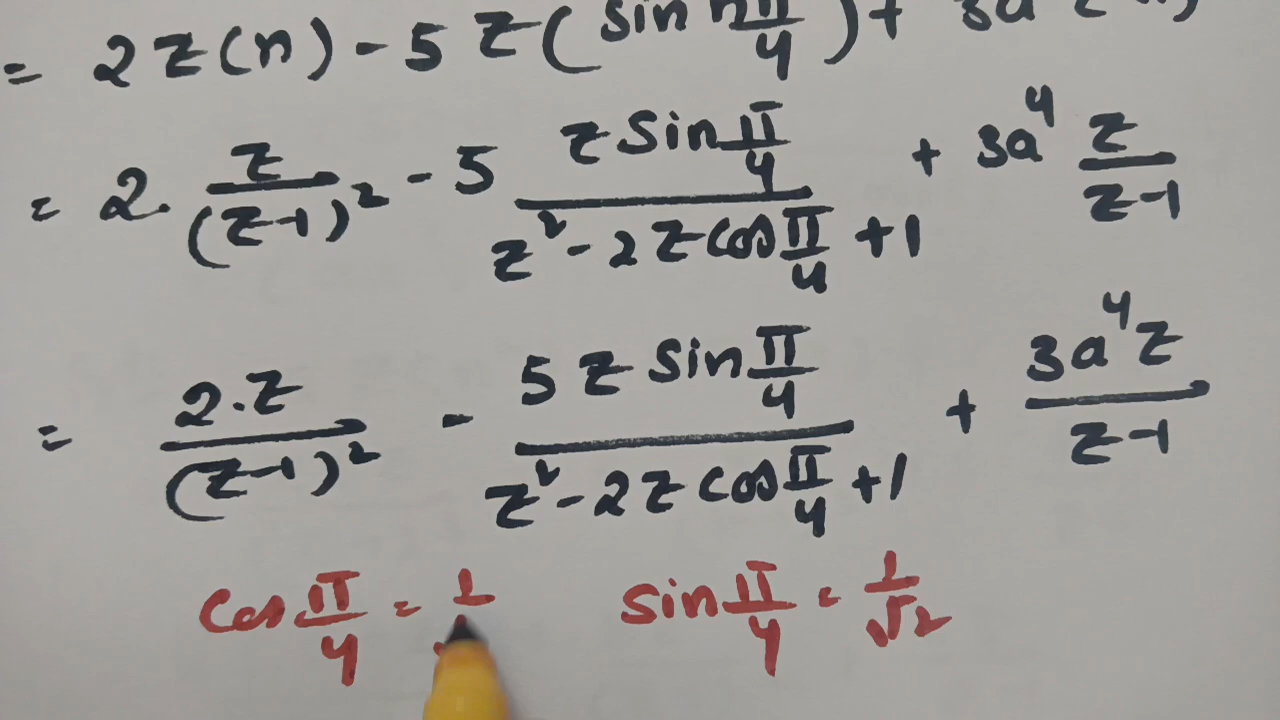 = 2 z(n) - 5 z(sin nπ/4) + 3a
= 2 · z/(z-1)² - 5 (z sin π/4)/(z² - 2z cos π/4 + 1) + 3a⁴ z/(z-1)
= 2·z/(z-1)² - (5 z sin π/4)/(z² - 2z cos π/4 + 1) + 3a⁴z/(z-1)
cos π/4 = 1/ sin π/4 = 1/√2